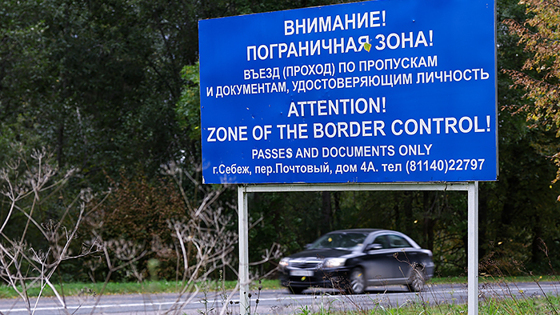 ВНИМАНИЕ!
ПОГРАНИЧНАЯ ЗОНА!
ВЪЕЗД (ПРОХОД) ПО ПРОПУСКАМ
И ДОКУМЕНТАМ, УДОСТОВЕРЯЮЩИМ ЛИЧНОСТЬ
ATTENTION!
ZONE OF THE BORDER CONTROL!
PASSES AND DOCUMENTS ONLY
г.Себеж, пер.Почтовый, дом 4А. тел (81140)22797